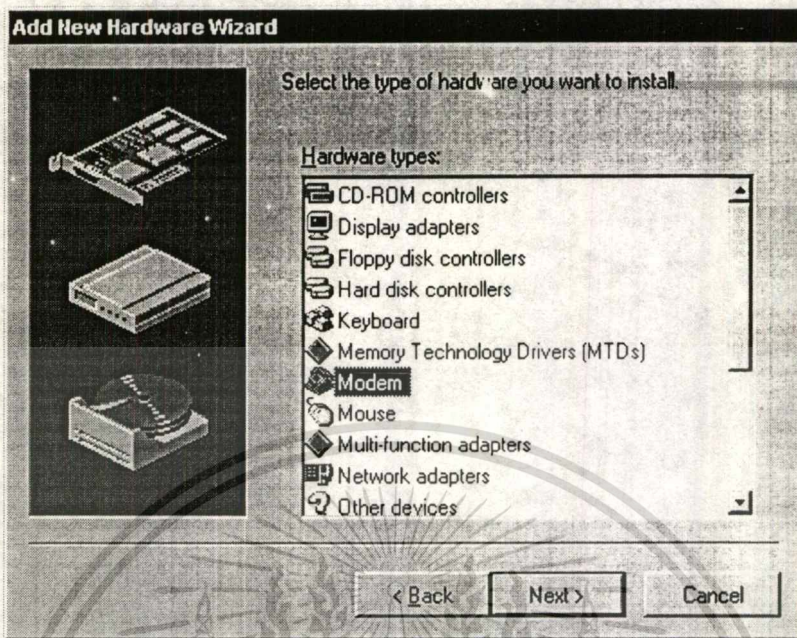 Add New Hardware Wizard
Select the type of hardware you want to install.
Hardware types:
CD-ROM controllers
Display adapters
Floppy disk controllers
Hard disk controllers
Keyboard
Memory Technology Drivers (MTDs)
Modem
Mouse
Multi-function adapters
Network adapters
Other devices
< Back
Next >
Cancel